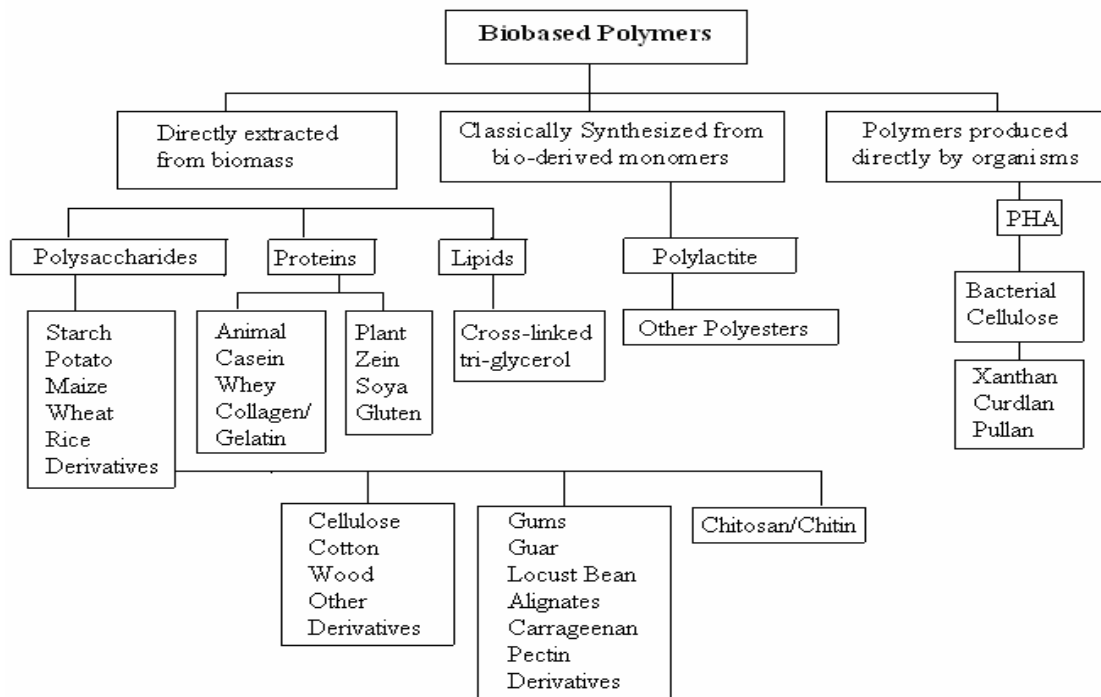 Biobased Polymers
Directly extracted
from biomass
Classically Synthesized from
bio-derived monomers
Polymers produced
directly by organisms
Polysaccharides
Proteins
Lipids
Polylactite
PHA
Starch
Potato
Maize
Wheat
Rice
Derivatives
Animal
Casein
Whey
Collagen/
Gelatin
Plant
Zein
Soya
Gluten
Cross-linked
tri-glycerol
Other Polyesters
Bacterial
Cellulose
Xanthan
Curdlan
Pullan
Cellulose
Cotton
Wood
Other
Derivatives
Gums
Guar
Locust Bean
Alignates
Carrageenan
Pectin
Derivatives
Chitosan/Chitin